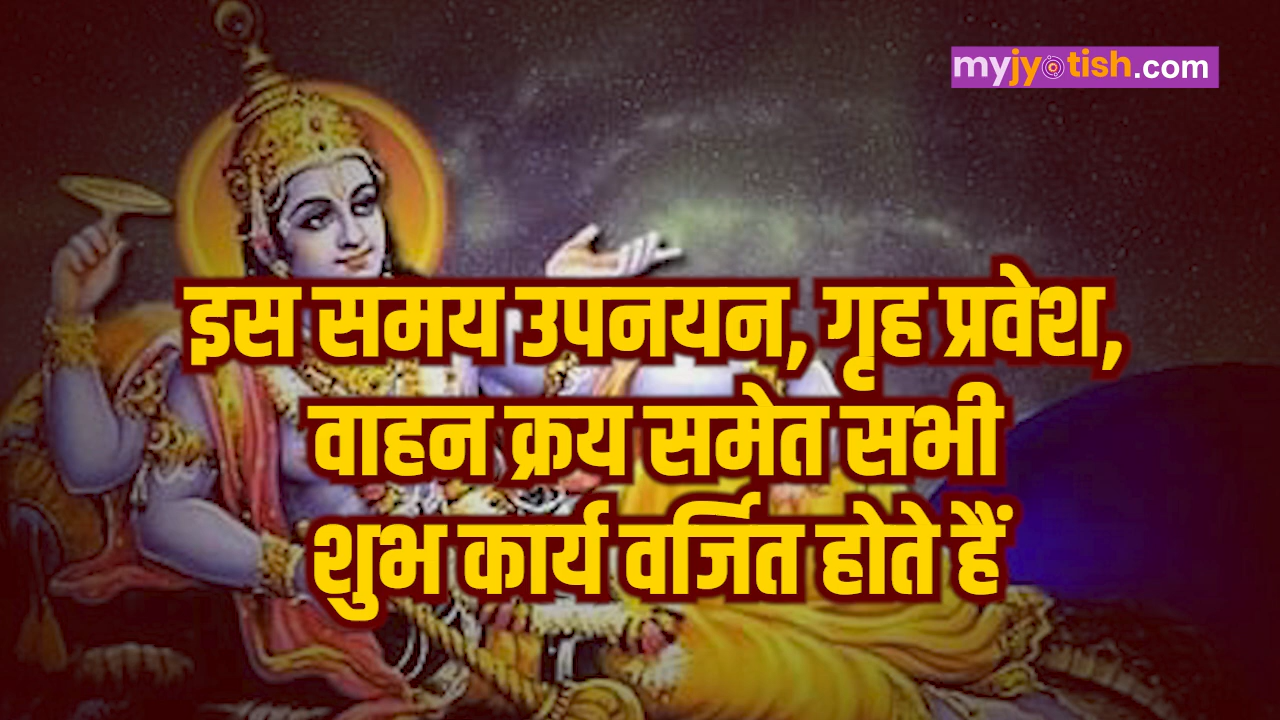 myjyotish.com
इस समय उपनयन, गृह प्रवेश,
वाहन क्रय समेत सभी
शुभ कार्य वर्जित होते हैं